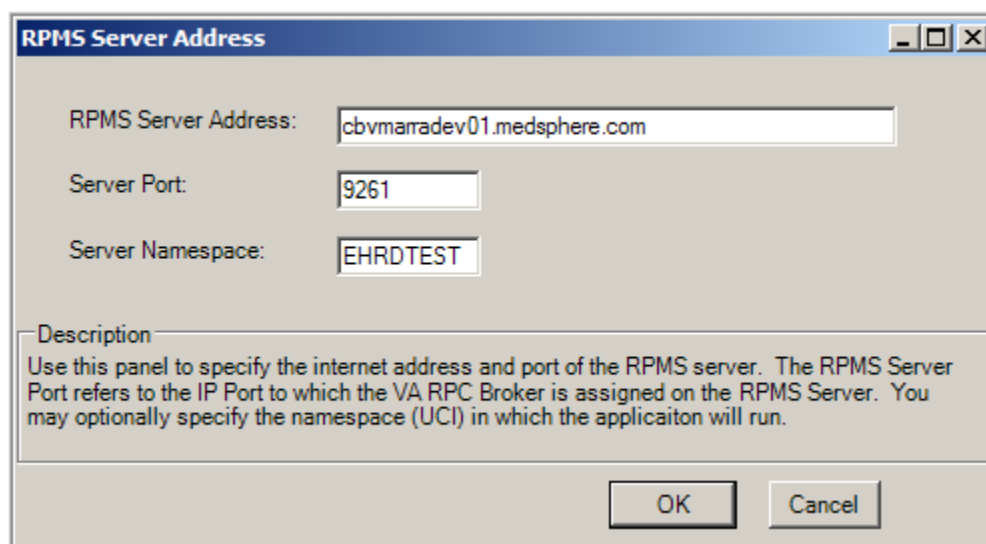 RPMS Server Address
RPMS Server Address: cbvmarradev01.medsphere.com
Server Port: 9261
Server Namespace: EHRDTEST
Description
Use this panel to specify the internet address and port of the RPMS server. The RPMS Server
Port refers to the IP Port to which the VA RPC Broker is assigned on the RPMS Server. You
may optionally specify the namespace (UCI) in which the applicaiton will run.
OK Cancel